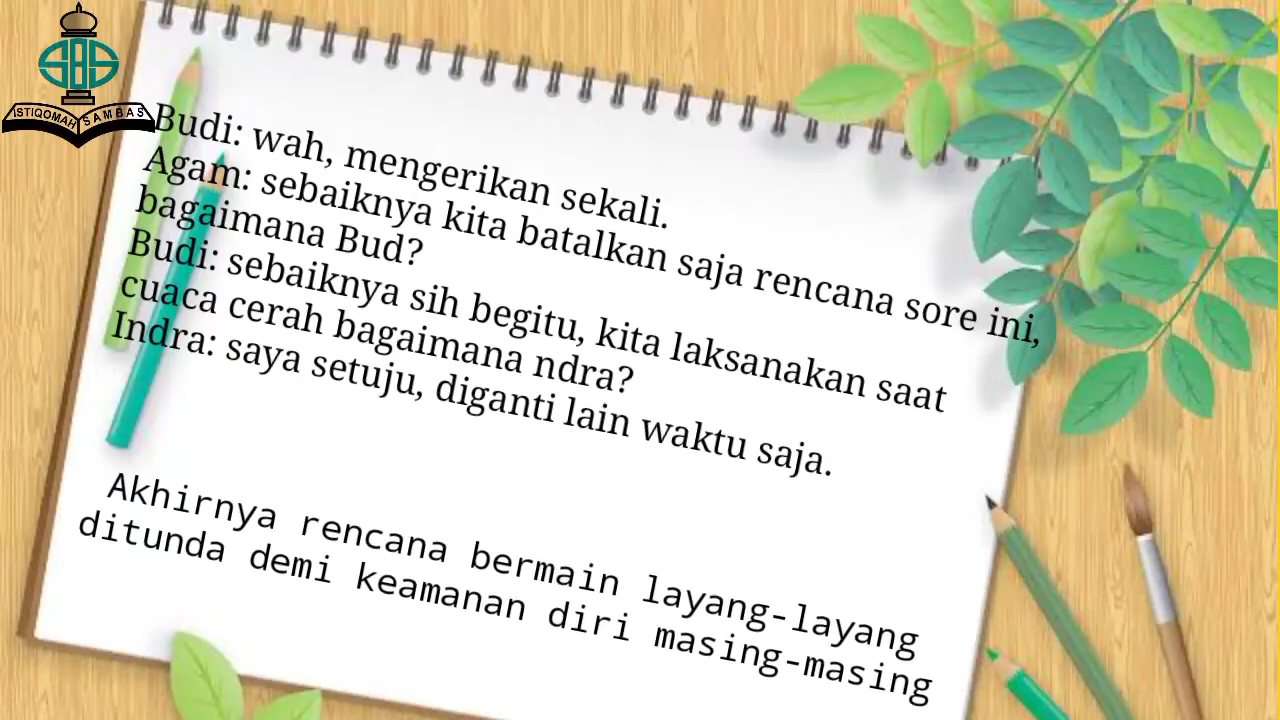 SBS
ISTIQOMAH SAMBAS
Budi: wah, mengerikan sekali.
Agam: sebaiknya kita batalkan saja rencana sore ini,
bagaimana Bud?
Budi: sebaiknya sih begitu, kita laksanakan saat
cuaca cerah bagaimana ndra?
Indra: saya setuju, diganti lain waktu saja.
Akhirnya rencana bermain layang-layang
ditunda demi keamanan diri masing-masing